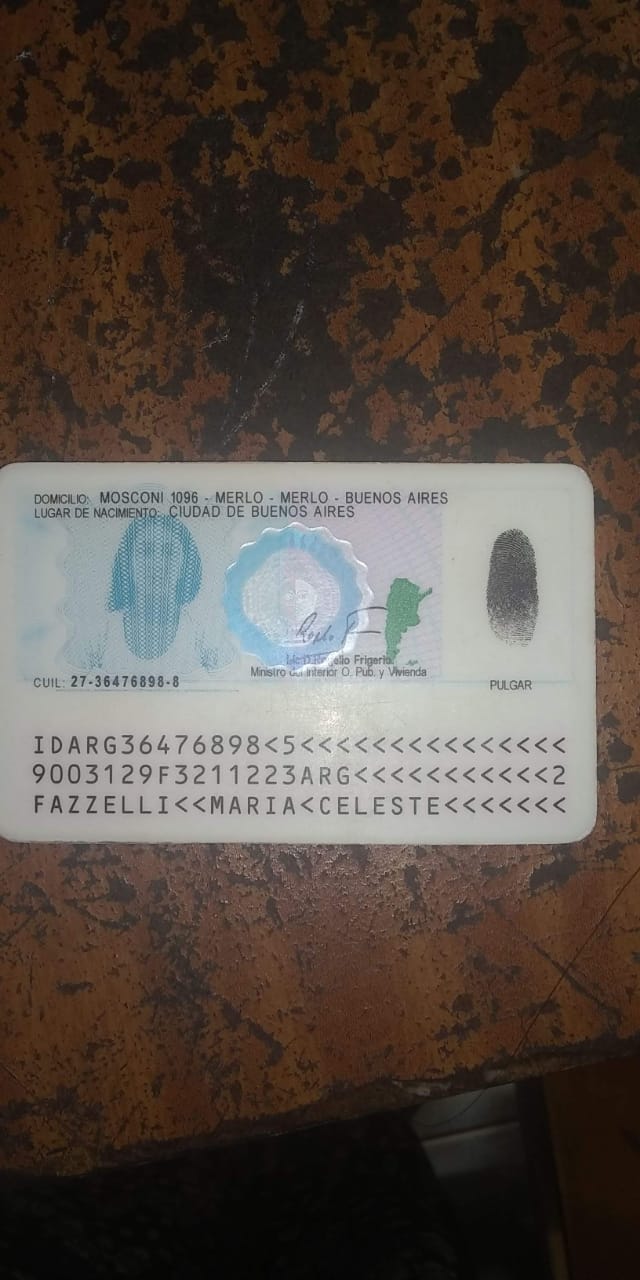 DOMICILIO: MOSCONI 1096 - MERLO - MERLO - BUENOS AIRES
LUGAR DE NACIMIENTO: CIUDAD DE BUENOS AIRES
Rogelio Frigerio
Ministro del Interior O. Pub. y Vivienda
CUIL: 27-36476898-8
PULGAR
IDARG36476898<5<<<<<<<<<<<<<<<
9003129F3211223ARG<<<<<<<<<<<2
FAZZELLI<<MARIA<CELESTE<<<<<<<